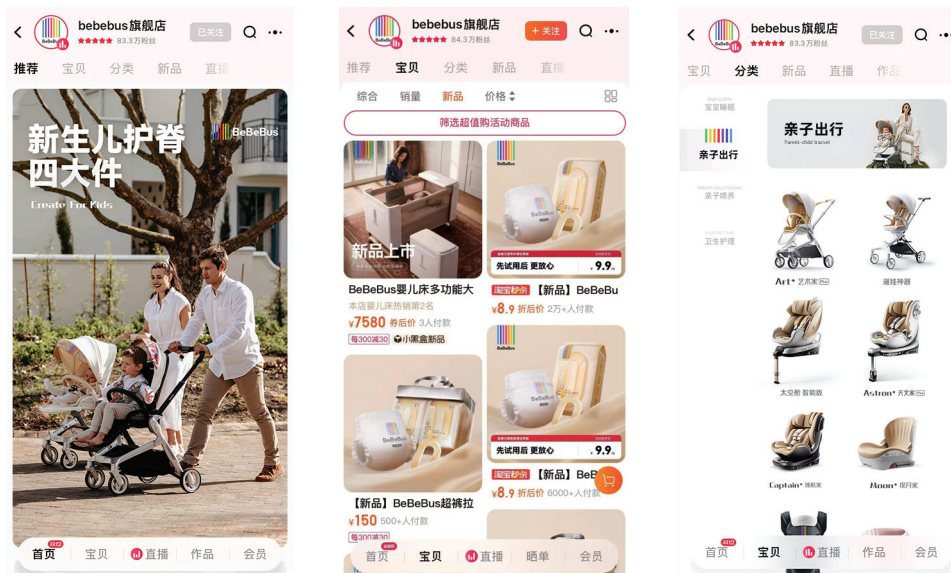 bebebus旗舰店
83.3万粉丝
已关注
推荐 宝贝 分类 新品 直播
新生儿护脊
四大件
BeBeBus
Create For Kids
首页 宝贝 直播 作品 会员
bebebus旗舰店
84.3万粉丝
+关注
推荐 宝贝 分类 新品 直播
综合 销量 新品 价格
筛选超值购活动商品
新品上市
BeBeBus婴儿床多功能大
本店婴儿床热销第2名
¥7580 券后价 3人付款
每300减30 小黑盒新品
BeBeBus
先试用后 更放心 9.9
淘宝秒杀 【新品】BeBeBu
¥8.9 折后价 2万+人付款
BeBeBus
【新品】BeBeBus超裤拉
¥150 500+人付款
每300减30
BeBeBus
先试用后 更放心 9.9
淘宝秒杀 【新品】BeB
¥8.9 折后价 6000+人付款
首页 宝贝 直播 晒单 会员
bebebus旗舰店
83.3万粉丝
已关注
宝贝 分类 新品 直播 作品
宝宝睡眠
亲子出行
亲子喂养
卫生护理
亲子出行
Parent-child travel
Art+ 艺术家 Pro
遛娃神器
太空舱 智能版
Astron+ 天文家 Pro
Captain+ 领航家
Moon+ 探月家
首页 宝贝 直播 作品 会员